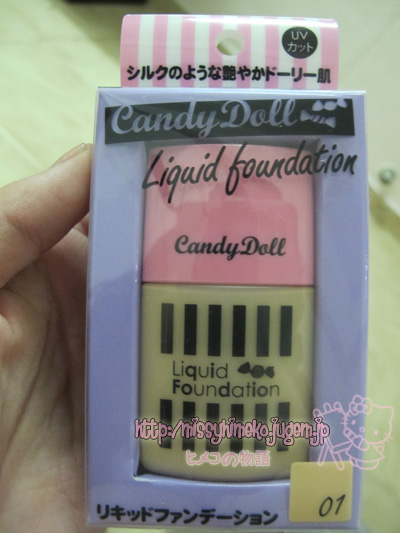 UV
カット
シルクのような艶やかドーリー肌
CandyDoll
Liquid foundation
CandyDoll
Liquid
Foundation
http://missyhimeko.jugem.jp
ヒメコの物語
リキッドファンデーション
01